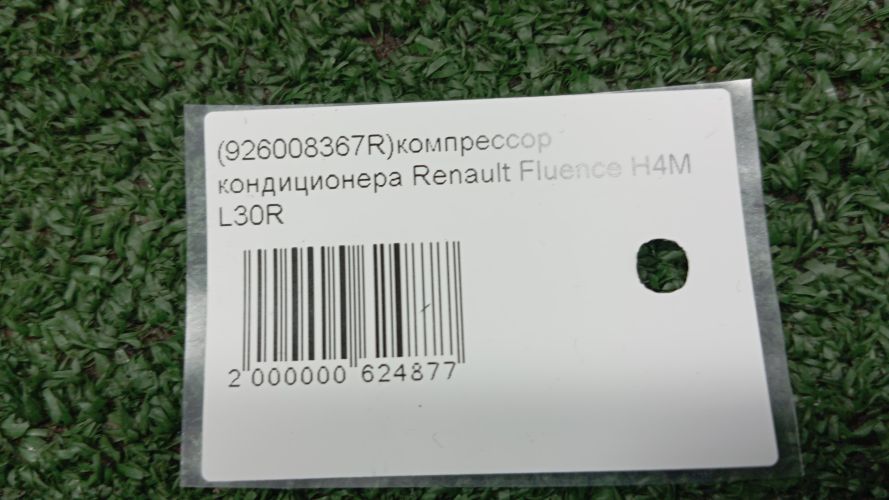 (926008367R)компрессор
кондиционера Renault Fluence H4M
L30R
2 000000 624877